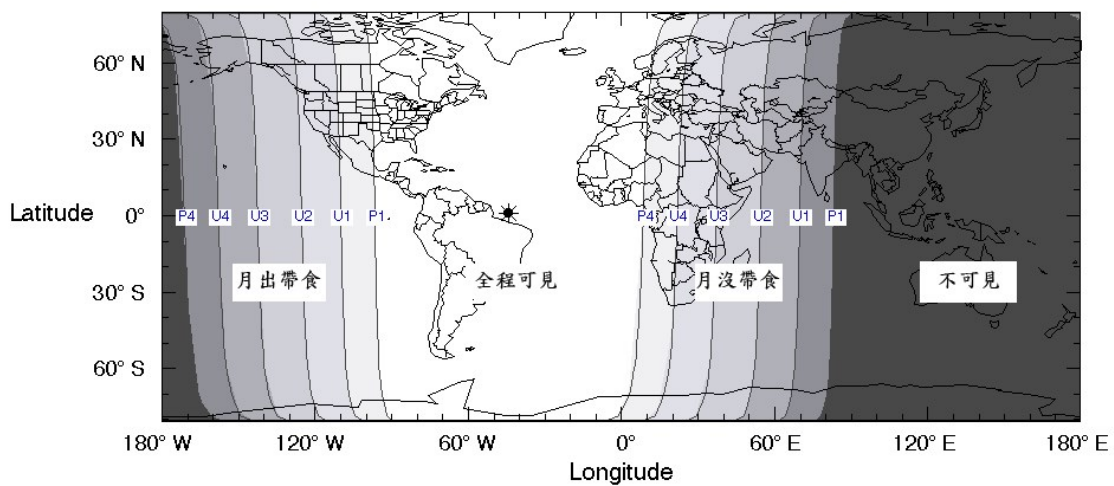 60° N
30° N
Latitude 0°
P4 U4 U3 U2 U1 P1 P4 U4 U3 U2 U1 P1
月出帶食 全程可見 月沒帶食 不可見
30° S
60° S
180° W 120° W 60° W 0° 60° E 120° E 180° E
Longitude